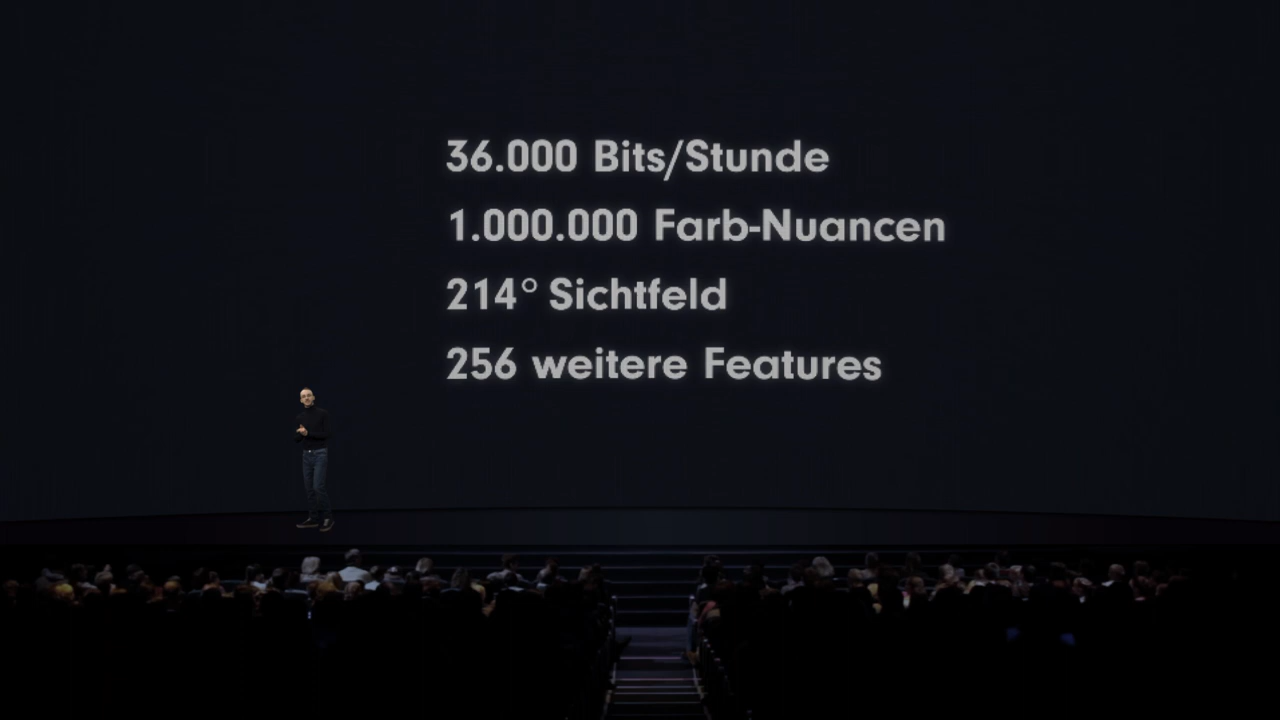 36.000 Bits/Stunde
1.000.000 Farb-Nuancen
214° Sichtfeld
256 weitere Features